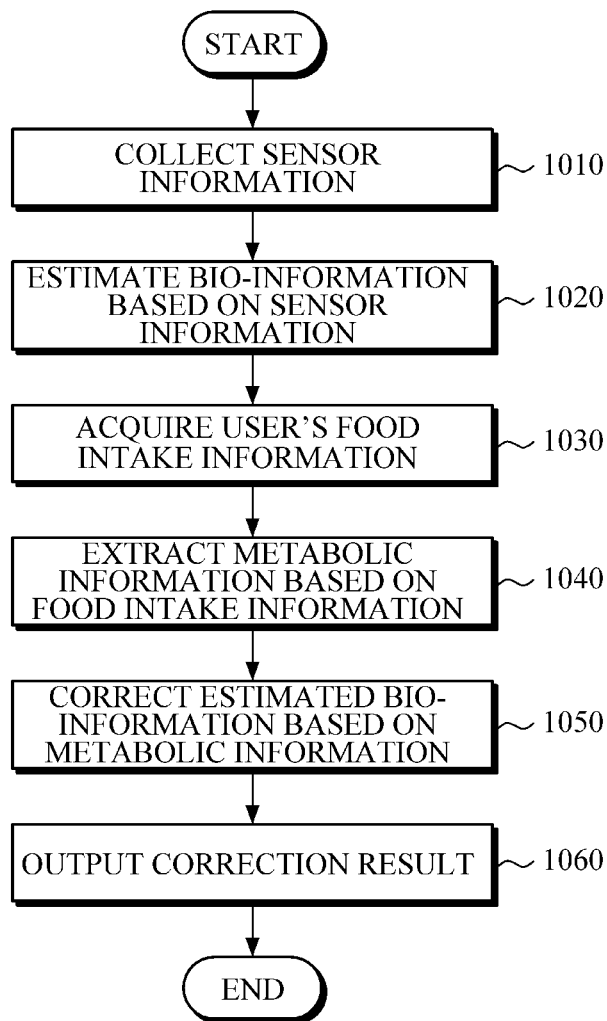 START
COLLECT SENSOR
INFORMATION
1010
ESTIMATE BIO-INFORMATION
BASED ON SENSOR
INFORMATION
1020
ACQUIRE USER’S FOOD
INTAKE INFORMATION
1030
EXTRACT METABOLIC
INFORMATION BASED ON
FOOD INTAKE INFORMATION
1040
CORRECT ESTIMATED BIO-
INFORMATION BASED ON
METABOLIC INFORMATION
1050
OUTPUT CORRECTION RESULT
1060
END